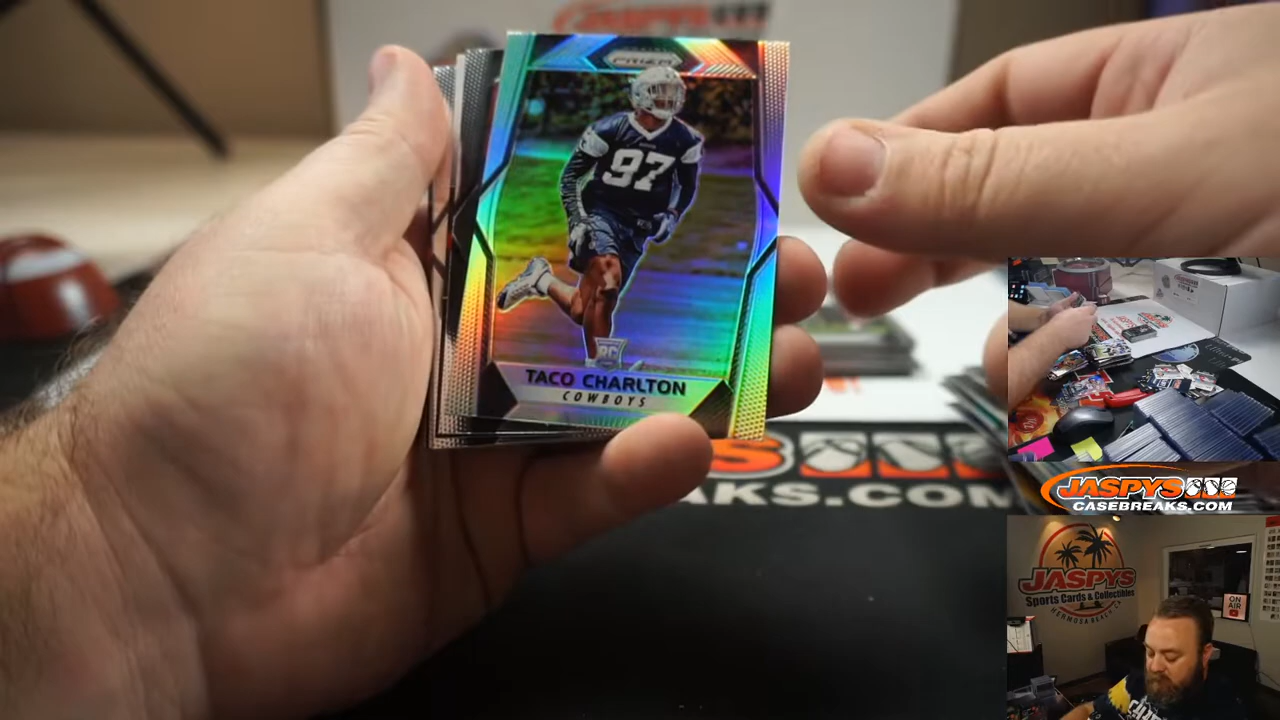 PRIZM
97
RC
TACO CHARLTON
COWBOYS
AKS.COM
JASPYS
CASEBREAKS.COM
JASPYS
Sports Cards & Collectibles
HERMOSA BEACH, CA
ON
AIR